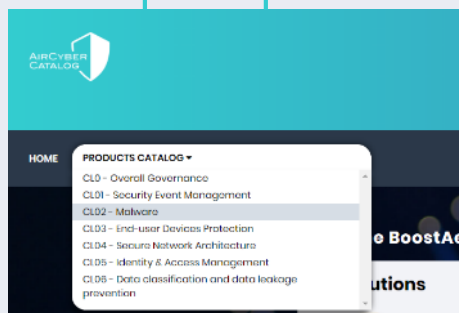 AIRCYBER
CATALOG
HOME
PRODUCTS CATALOG
CL0 - Overall Governance
CL01 - Security Event Management
CL02 - Malware
CL03 - End-user Devices Protection
CL04 - Secure Network Architecture
CL05 - Identity & Access Management
CL06 - Data classification and data leakage
prevention
e BoostAe
utions